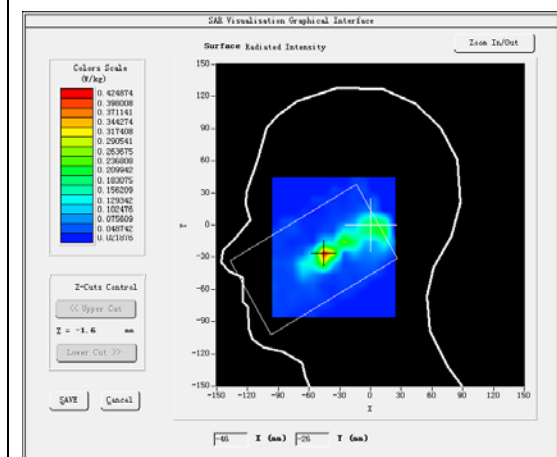 SAR Visualisation Graphical Interface
Surface Radiated Intensity
Zoom In/Out
Colors Scale
(W/kg)
0.424874
0.398008
0.371141
0.344274
0.317408
0.290541
0.263675
0.236808
0.209942
0.183075
0.156209
0.129342
0.102476
0.075609
0.048742
0.021876
150
120
90
60
30
0
-30
-60
-90
-120
-150
Y
-150 -120 -90 -60 -30 0 30 60 90 120 150
X
Z-Cuts Control
<< Upper Cut
Z = -1.6 mm
Lower Cut >>
SAVE Cancel
-46 X (mm) -26 Y (mm)